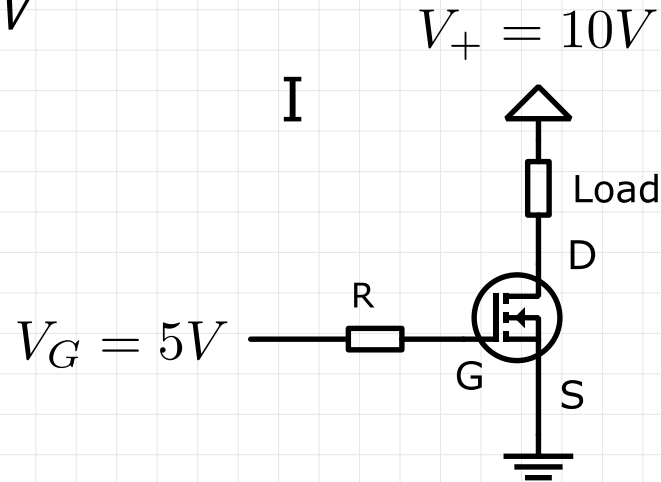 V
V₊ = 10V
I
Load
D
R
V_G = 5V
G
S